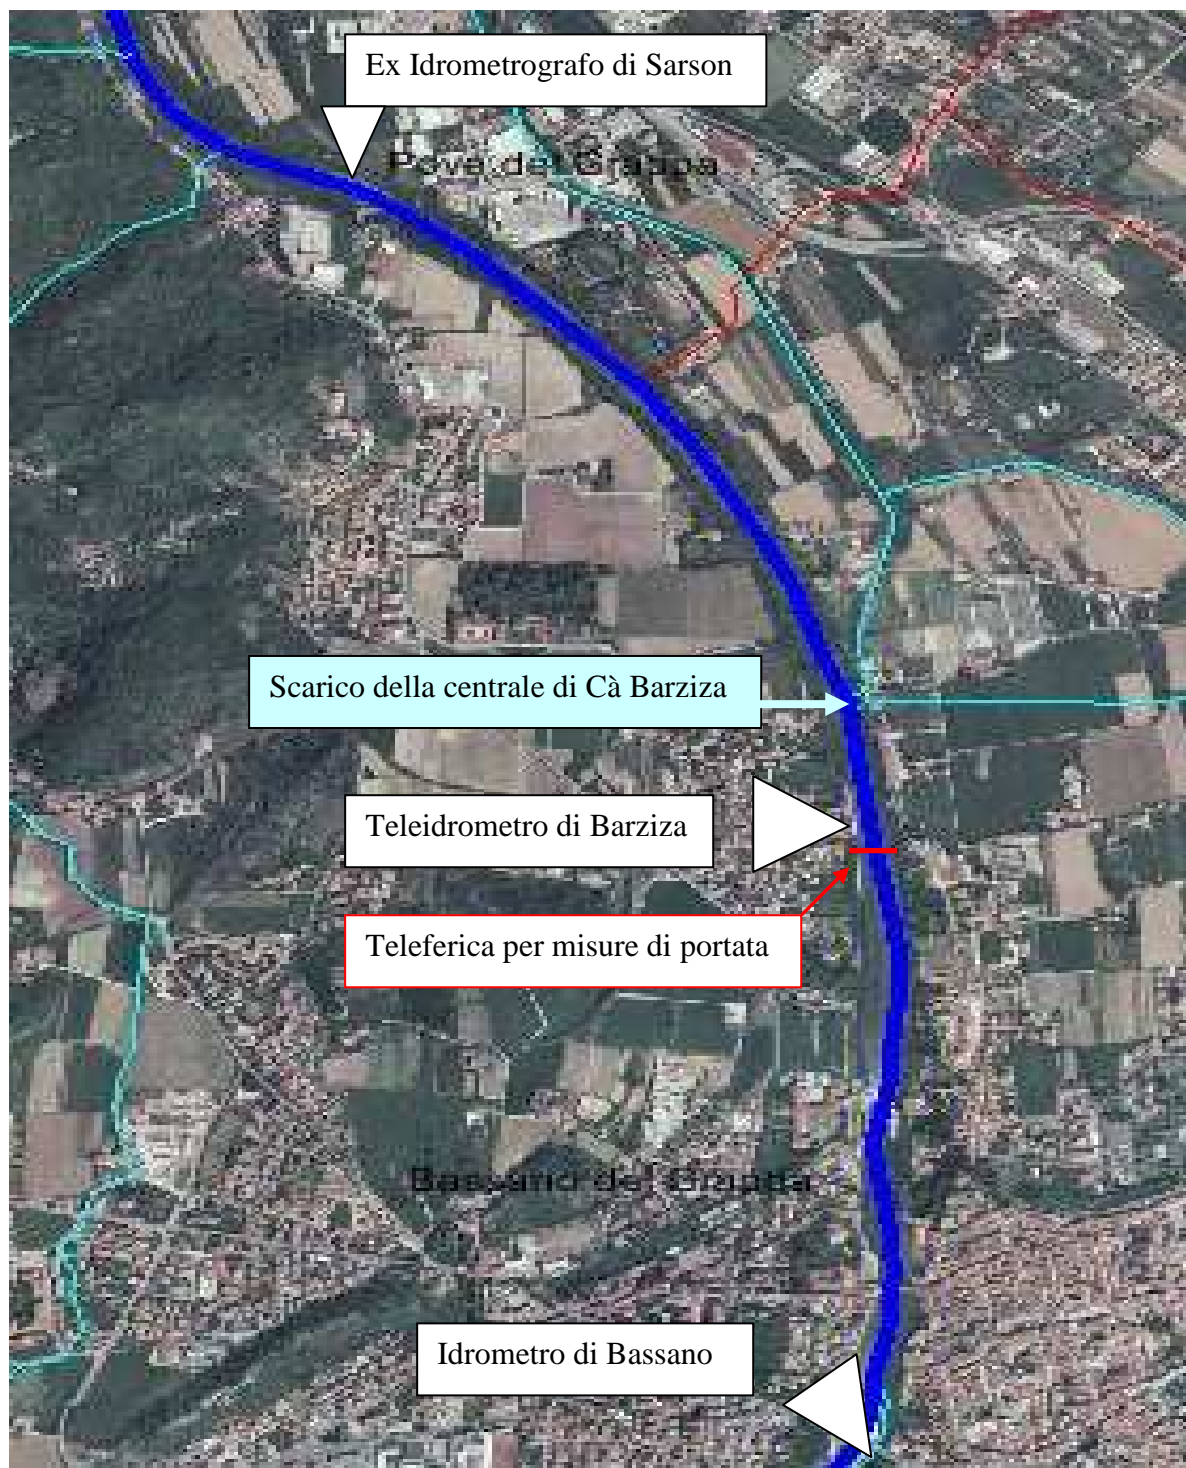 Ex Idrometrografo di Sarson
Pove del Grappa
Scarico della centrale di Cà Barziza
Teleidrometro di Barziza
Teleferica per misure di portata
Bassano del Grappa
Idrometro di Bassano